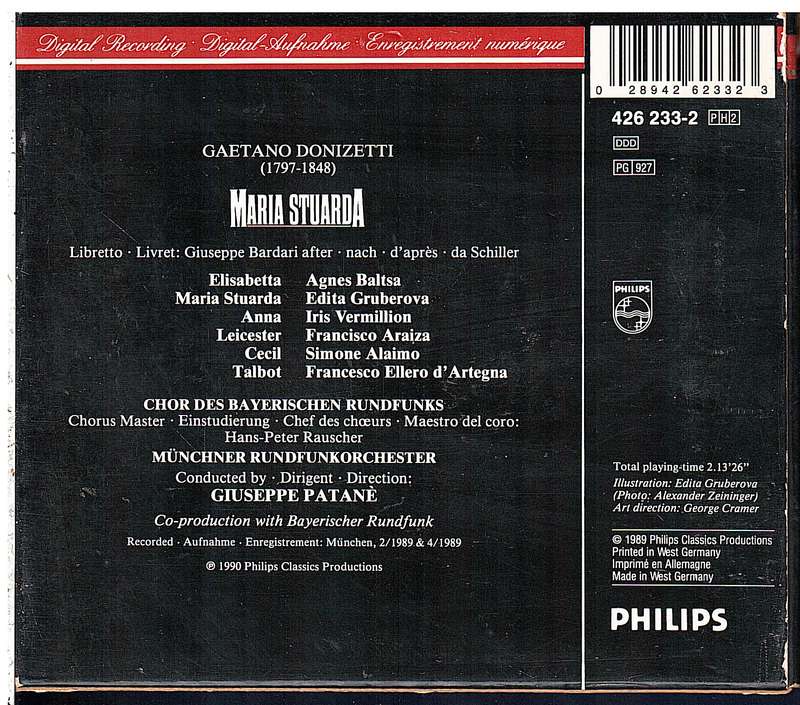 Digital Recording · Digital-Aufnahme · Enregistrement numérique
GAETANO DONIZETTI
(1797-1848)
MARIA STUARDA
Libretto · Livret: Giuseppe Bardari after · nach · d'après · da Schiller
Elisabetta Agnes Baltsa
Maria Stuarda Edita Gruberova
Anna Iris Vermillion
Leicester Francisco Araiza
Cecil Simone Alaimo
Talbot Francesco Ellero d'Artegna
CHOR DES BAYERISCHEN RUNDFUNKS
Chorus Master · Einstudierung · Chef des chœurs · Maestro del coro:
Hans-Peter Rauscher
MÜNCHNER RUNDFUNKORCHESTER
Conducted by · Dirigent · Direction:
GIUSEPPE PATANÈ
Co-production with Bayerischer Rundfunk
Recorded · Aufnahme · Enregistrement: München, 2/1989 & 4/1989
℗ 1990 Philips Classics Productions
0 28942 62332 3
426 233-2 PH2
DDD
PG 927
PHILIPS
Total playing-time 2.13'26"
Illustration: Edita Gruberova
(Photo: Alexander Zeininger)
Art direction: George Cramer
© 1989 Philips Classics Productions
Printed in West Germany
Imprimé en Allemagne
Made in West Germany
PHILIPS